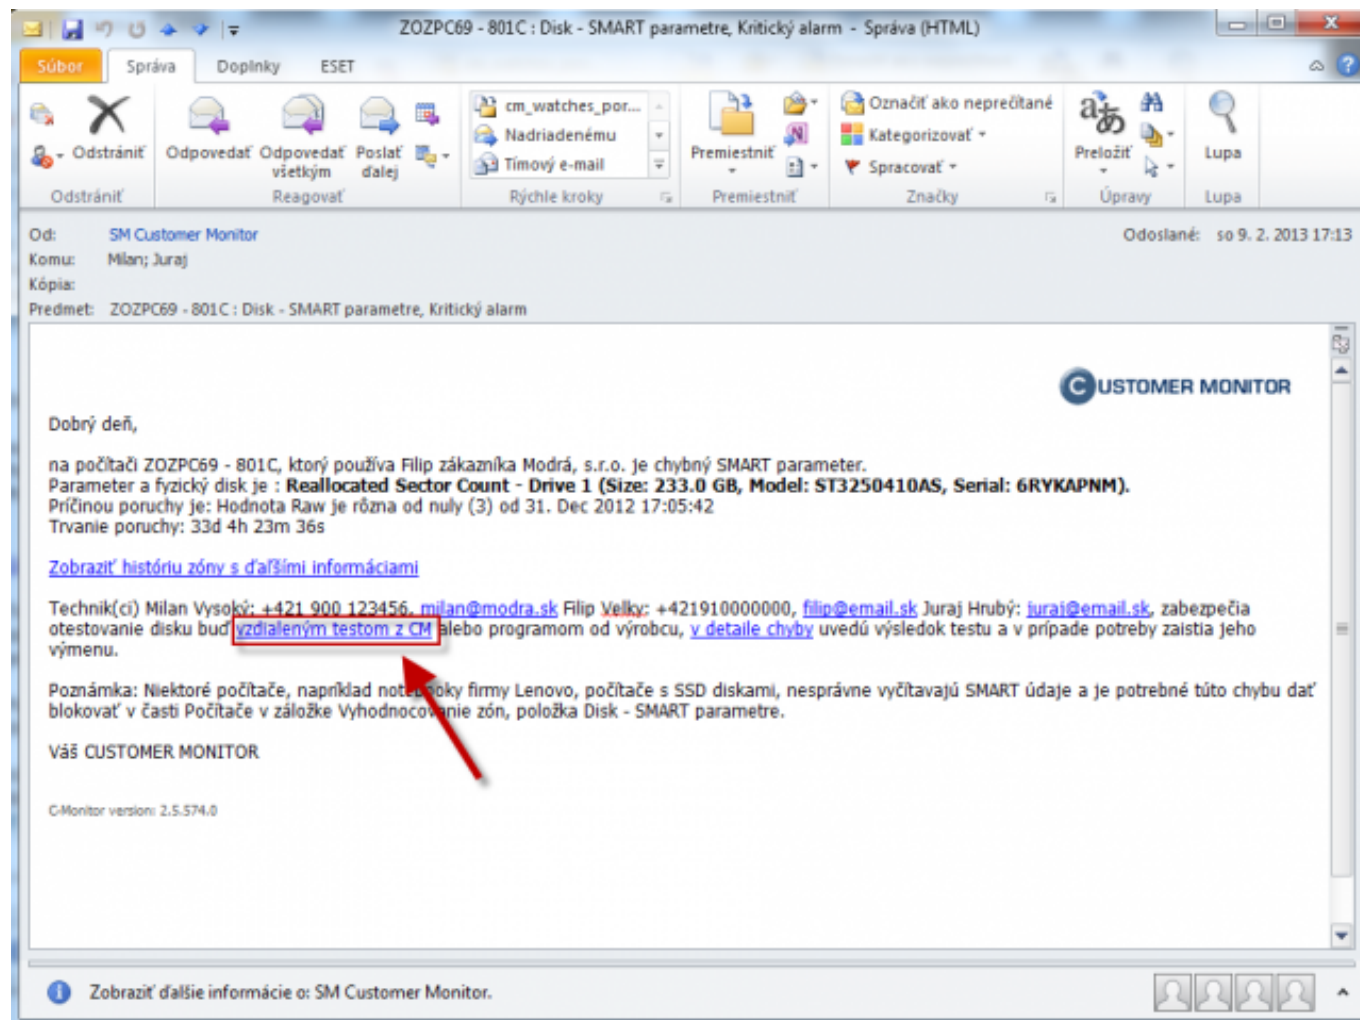 ZOZPC69 - 801C : Disk - SMART parametre, Kritický alarm - Správa (HTML)
Súbor Správa Doplnky ESET
cm_watches_por...
Nadriadenému
Tímový e-mail
Odstrániť
Odpovedať Odpovedať všetkým Poslať ďalej
Premiestniť
Označiť ako neprečítané
Kategorizovať
Spracovať
Preložiť
Lupa
Odstrániť Reagovať Rýchle kroky Premiestniť Značky Úpravy Lupa
Od: SM Customer Monitor Odoslané: so 9. 2. 2013 17:13
Komu: Milan; Juraj
Kópia:
Predmet: ZOZPC69 - 801C : Disk - SMART parametre, Kritický alarm
CUSTOMER MONITOR
Dobrý deň,
na počítači ZOZPC69 - 801C, ktorý používa Filip zákazníka Modrá, s.r.o. je chybný SMART parameter.
Parameter a fyzický disk je : Reallocated Sector Count - Drive 1 (Size: 233.0 GB, Model: ST3250410AS, Serial: 6RYKAPNM).
Príčinou poruchy je: Hodnota Raw je rôzna od nuly (3) od 31. Dec 2012 17:05:42
Trvanie poruchy: 33d 4h 23m 36s
Zobraziť históriu zóny s ďaľšími informáciami
Technik(ci) Milan Vysoký: +421 900 123456, milan@modra.sk Filip Velky: +421910000000, filip@email.sk Juraj Hrubý: juraj@email.sk, zabezpečia
otestovanie disku buď vzdialeným testom z CM alebo programom od výrobcu, v detaile chyby uvedú výsledok testu a v prípade potreby zaistia jeho
výmenu.
Poznámka: Niektoré počítače, napríklad notebooky firmy Lenovo, počítače s SSD diskami, nesprávne vyčítavajú SMART údaje a je potrebné túto chybu dať
blokovať v časti Počítače v záložke Vyhodnocovanie zón, položka Disk - SMART parametre.
Váš CUSTOMER MONITOR
C-Monitor version: 2.5.574.0
Zobraziť ďalšie informácie o: SM Customer Monitor.